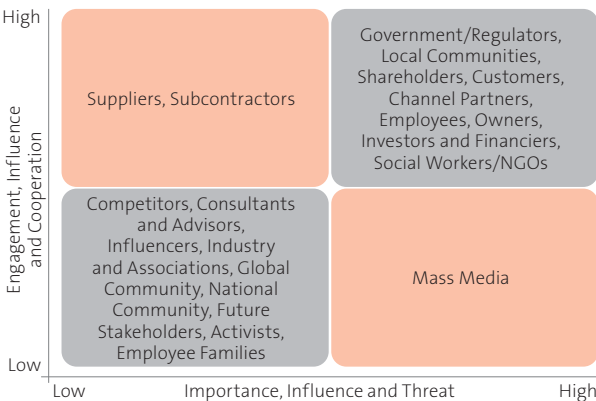 High
Engagement, Influence
and Cooperation
Low
Suppliers, Subcontractors
Government/Regulators,
Local Communities,
Shareholders, Customers,
Channel Partners,
Employees, Owners,
Investors and Financiers,
Social Workers/NGOs
Competitors, Consultants
and Advisors,
Influencers, Industry
and Associations, Global
Community, National
Community, Future
Stakeholders, Activists,
Employee Families
Mass Media
Low
Importance, Influence and Threat
High